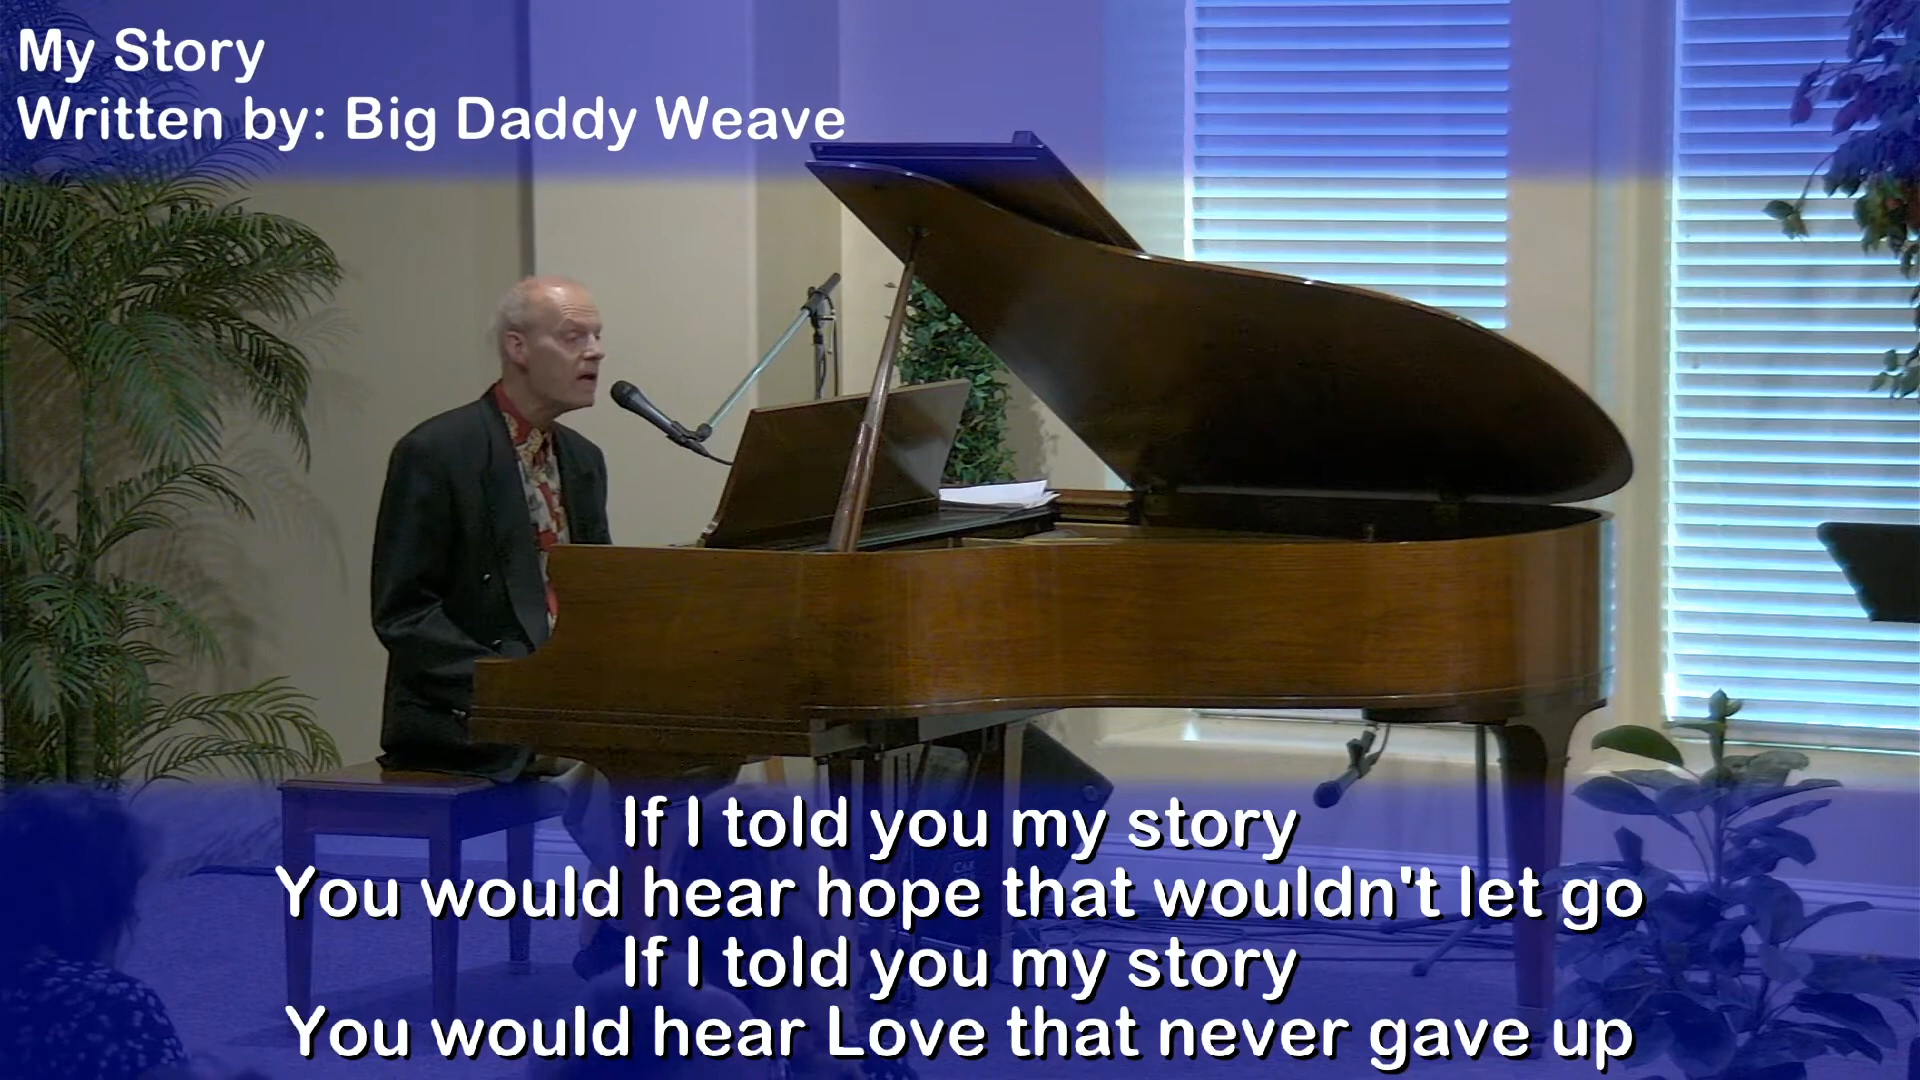 My Story
Written by: Big Daddy Weave
If I told you my story
You would hear hope that wouldn't let go
If I told you my story
You would hear Love that never gave up